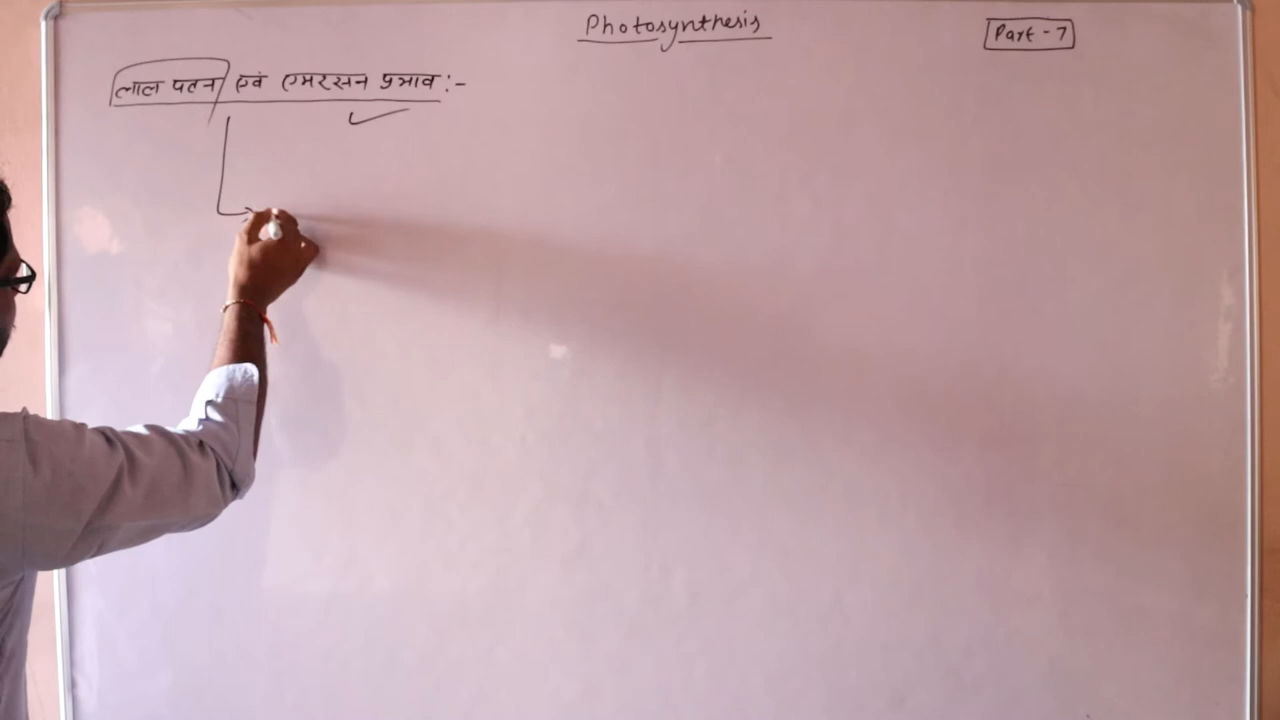 Photosynthesis
Part - 7
लाल पतन एवं एमरसन प्रभाव :-